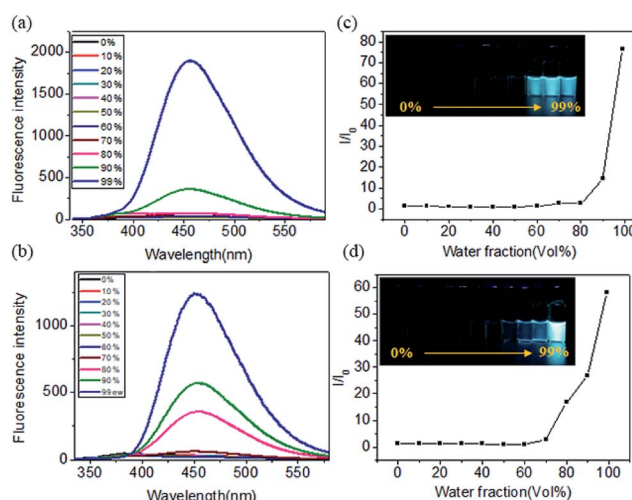 (a)
Fluorescence intensity
2000
1500
1000
500
0
0%
10%
20%
30%
40%
50%
60%
70%
80%
90%
99%
350 400 450 500 550
Wavelength(nm)
(b)
Fluorescence intensity
1000
500
0
0%
10%
20%
30%
40%
50%
60%
70%
80%
90%
99ew
350 400 450 500 550
Wavelength(nm)
(c)
I/I0
80
70
60
50
40
30
20
10
0
0% 99%
0 20 40 60 80 100
Water fraction(Vol%)
(d)
I/I0
60
50
40
30
20
10
0
0% 99%
0 20 40 60 80 100
Water fraction(Vol%)